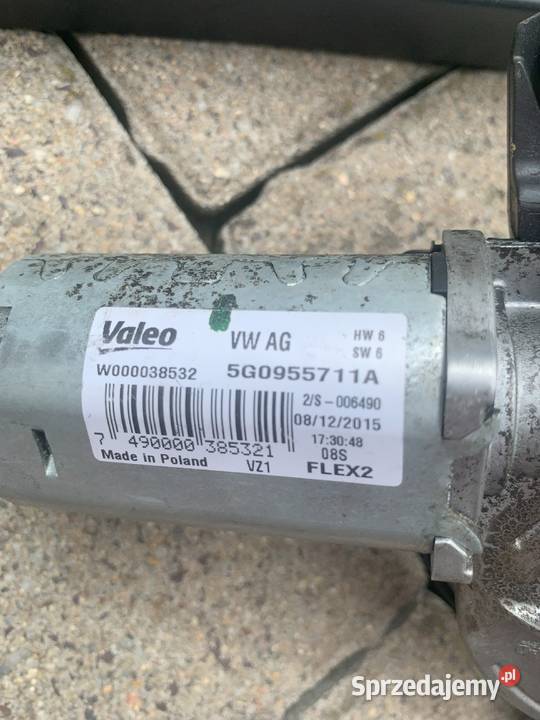 Valeo VW AG HW 6
SW 6
W000038532 5G0955711A
2/S-006490
08/12/2015
7 490000 385321 17:30:48
Made in Poland VZ1 08S
FLEX2
Sprzedajemy.pl